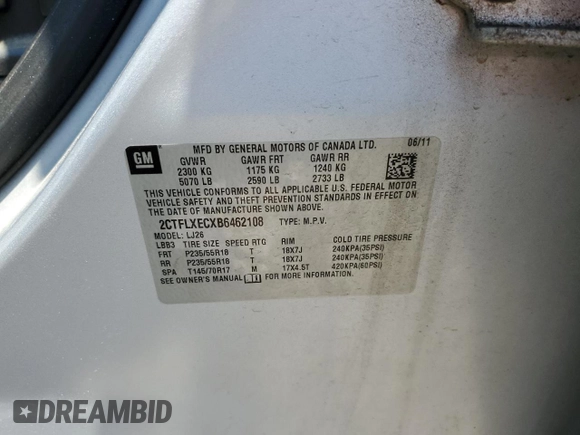 MFD BY GENERAL MOTORS OF CANADA LTD. 06/11
GM
GVWR GAWR FRT GAWR RR
2300 KG 1175 KG 1240 KG
5070 LB 2590 LB 2733 LB
THIS VEHICLE CONFORMS TO ALL APPLICABLE U.S. FEDERAL MOTOR
VEHICLE SAFETY, BUMPER, AND THEFT PREVENTION STANDARDS IN EFFECT
ON THE DATE OF MANUFACTURE SHOWN ABOVE.
2CTFLXECXB6462108 TYPE: M.P.V.
MODEL: LJ26
LBB3 TIRE SIZE SPEED RTG RIM COLD TIRE PRESSURE
FRT P235/55R18 T 18X7J 240KPA(35PSI)
RR P235/55R18 T 18X7J 240KPA(35PSI)
SPA T145/70R17 M 17X4.5T 420KPA(60PSI)
SEE OWNER'S MANUAL FOR MORE INFORMATION.
DREAMBID